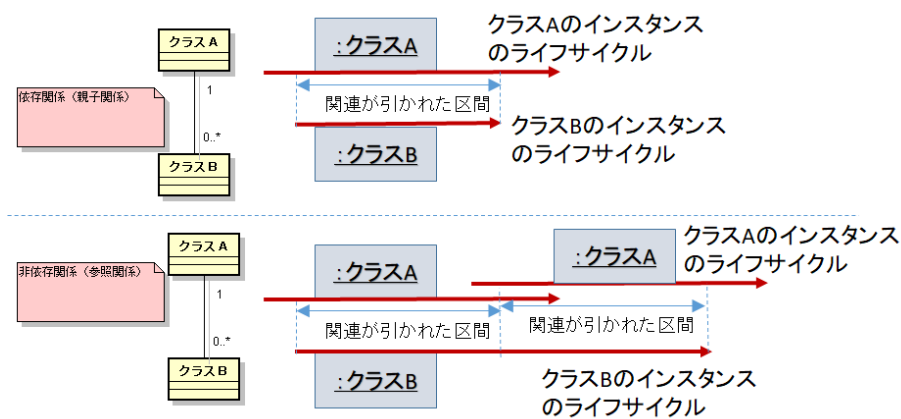 クラスA
依存関係（親子関係）
1
0..*
クラスB
:クラスA
クラスAのインスタンス
のライフサイクル
関連が引かれた区間
クラスBのインスタンス
のライフサイクル
:クラスB
クラスA
非依存関係（参照関係）
1
0..*
クラスB
:クラスA
:クラスA
クラスAのインスタンス
のライフサイクル
関連が引かれた区間
関連が引かれた区間
:クラスB
クラスBのインスタンス
のライフサイクル